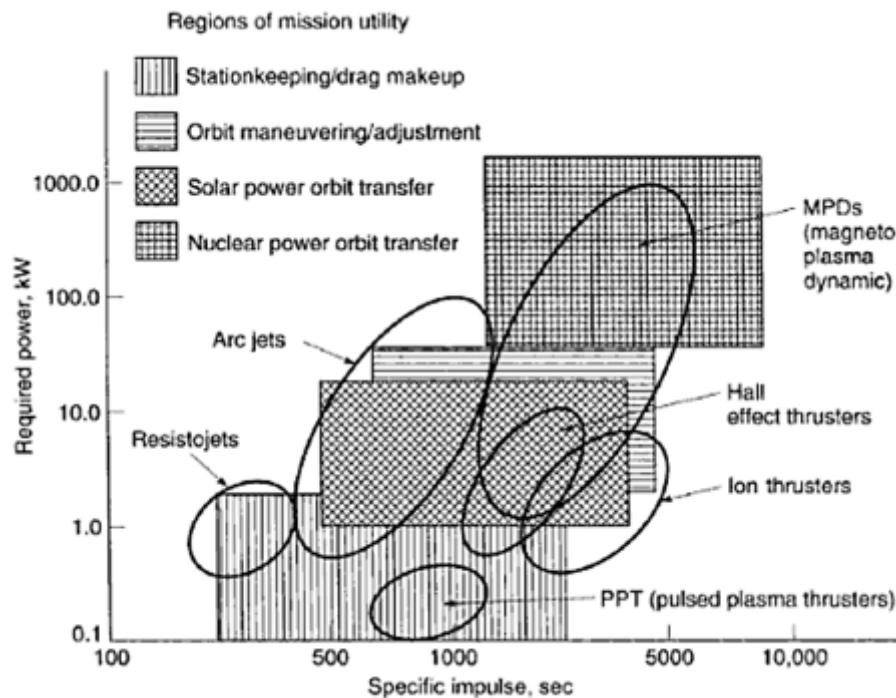 Regions of mission utility
Stationkeeping/drag makeup
Orbit maneuvering/adjustment
Solar power orbit transfer
Nuclear power orbit transfer
MPDs
(magneto
plasma
dynamic)
Arc jets
Hall
effect thrusters
Resistojets
Ion thrusters
PPT (pulsed plasma thrusters)
Required power, kW
1000.0
100.0
10.0
1.0
0.1
100
500
1000
5000
10,000
Specific impulse, sec